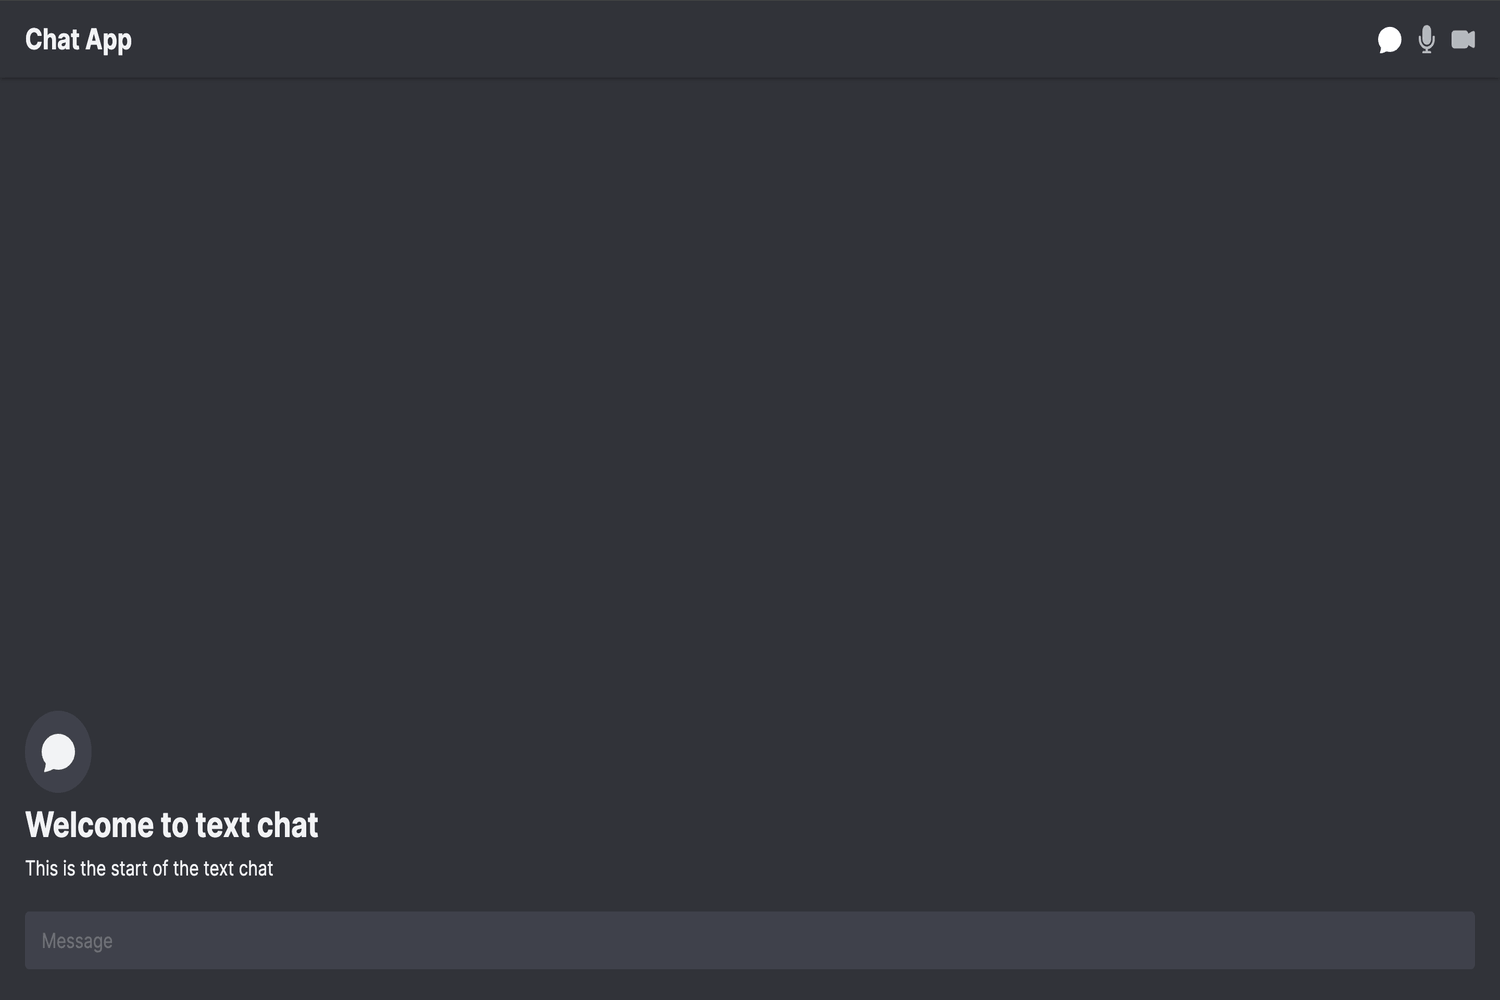 Chat App
Welcome to text chat
This is the start of the text chat
Message